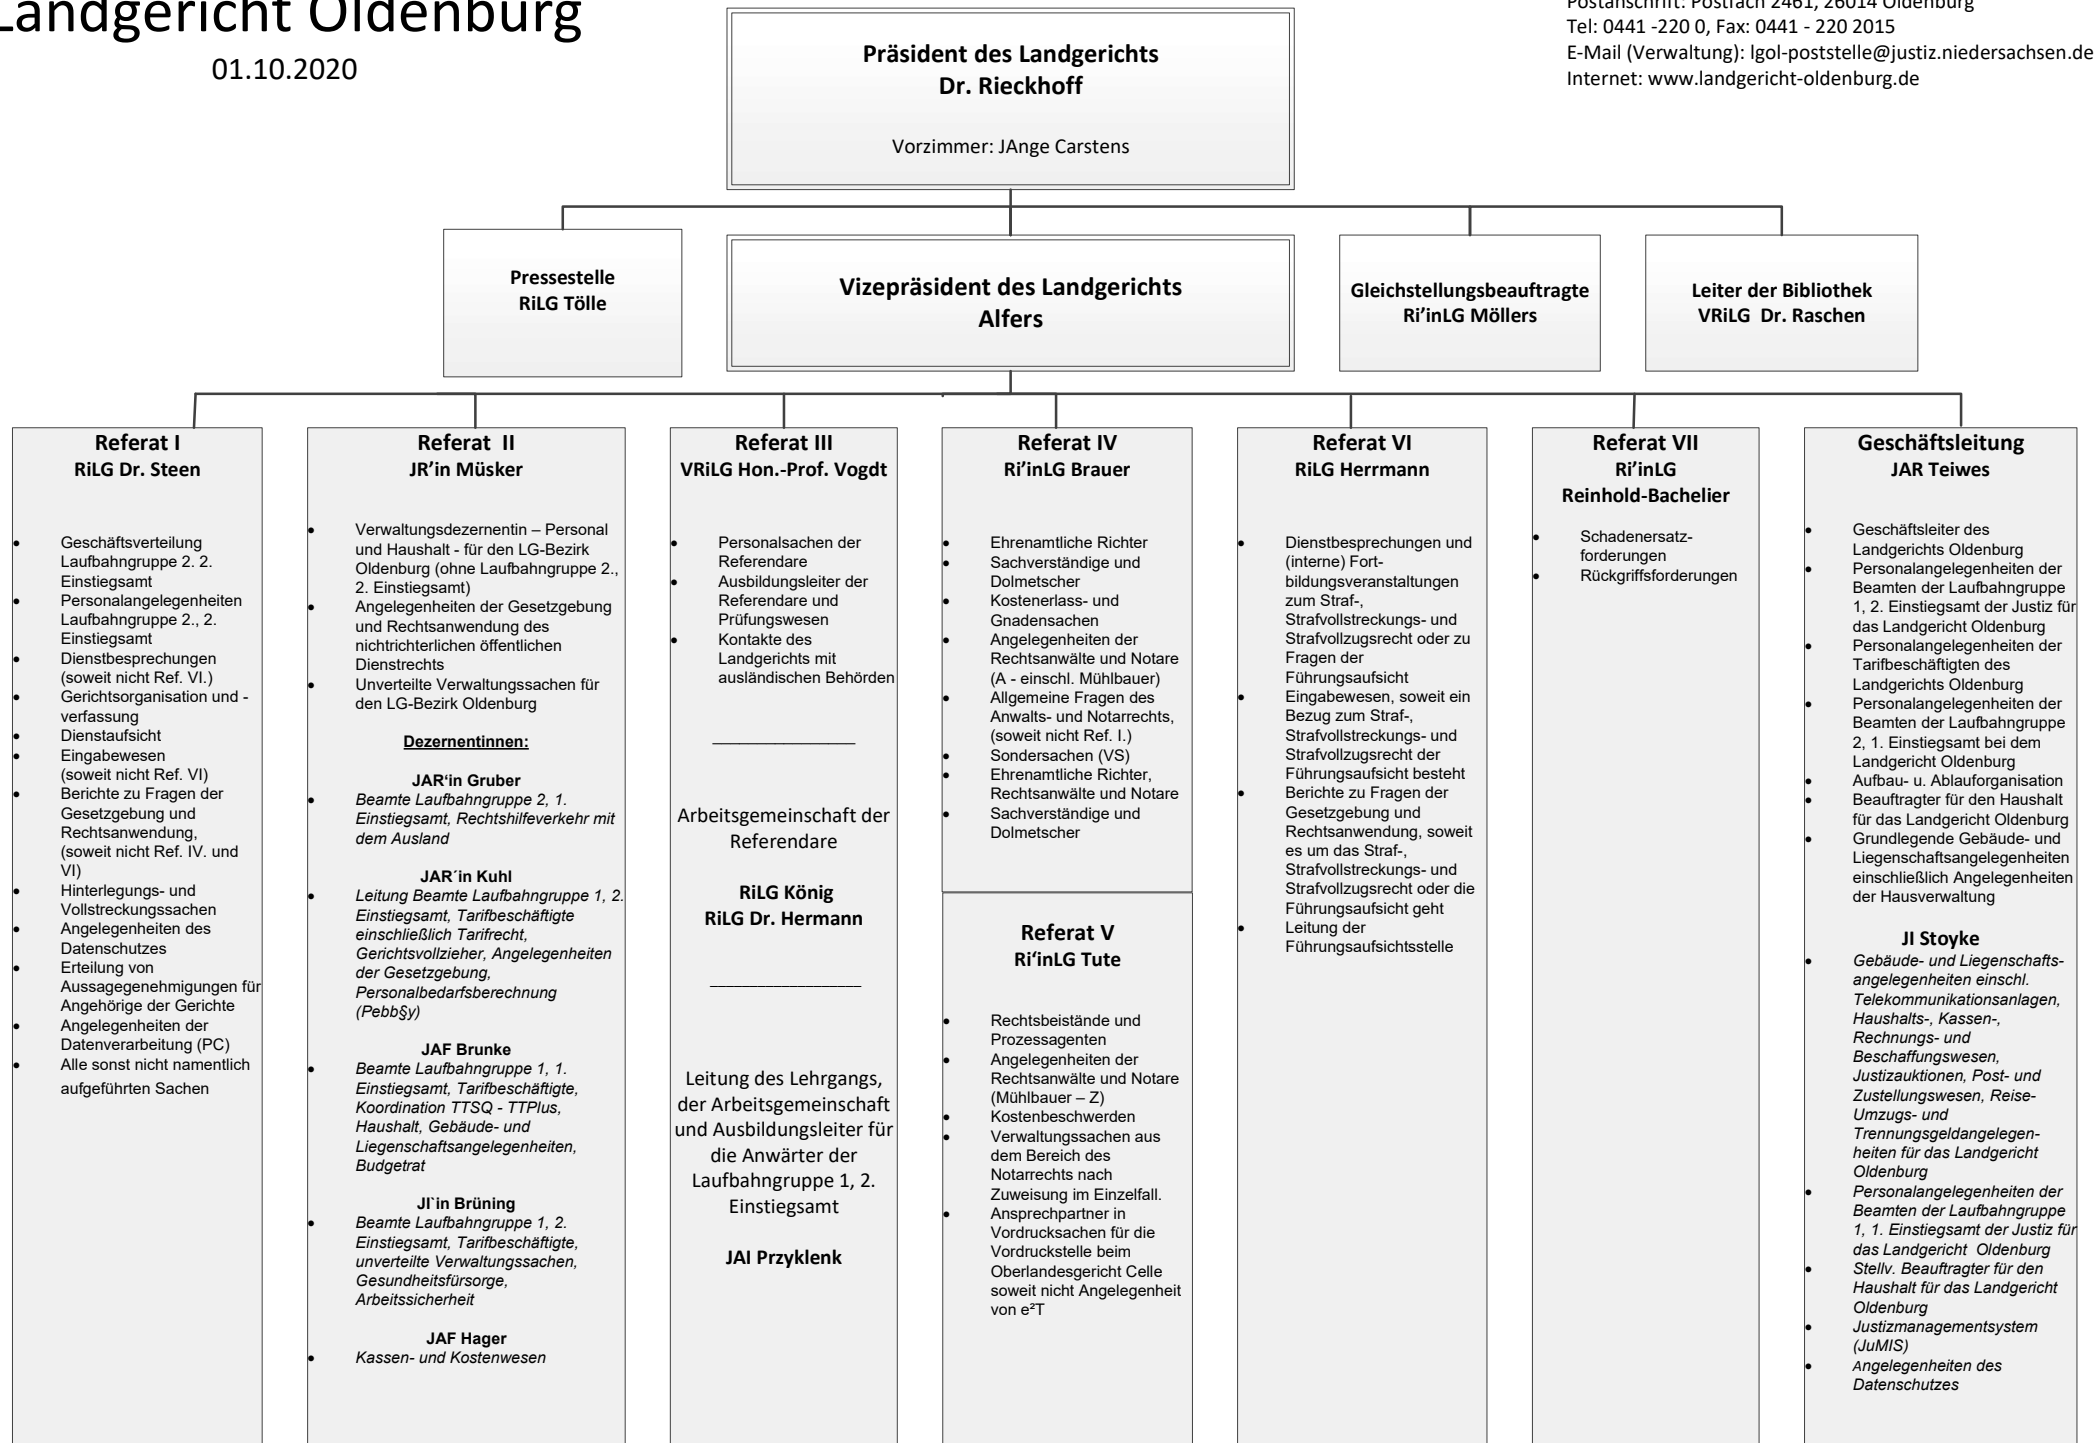 Landgericht Oldenburg
01.10.2020
Postanschrift: Postfach 2461, 26014 Oldenburg
Tel: 0441 -220 0, Fax: 0441 - 220 2015
E-Mail (Verwaltung): lgol-poststelle@justiz.niedersachsen.de
Internet: www.landgericht-oldenburg.de
Präsident des Landgerichts
Dr. Rieckhoff
Vorzimmer: JAnge Carstens
Pressestelle
RiLG Tölle
Vizepräsident des Landgerichts
Alfers
Gleichstellungsbeauftragte
Ri’inLG Möllers
Leiter der Bibliothek
VRiLG Dr. Raschen
Referat I
RiLG Dr. Steen
• Geschäftsverteilung
Laufbahngruppe 2. 2.
Einstiegsamt
• Personalangelegenheiten
Laufbahngruppe 2., 2.
Einstiegsamt
• Dienstbesprechungen
(soweit nicht Ref. VI.)
• Gerichtsorganisation und -
verfassung
• Dienstaufsicht
• Eingabewesen
(soweit nicht Ref. VI)
• Berichte zu Fragen der
Gesetzgebung und
Rechtsanwendung,
(soweit nicht Ref. IV. und
VI)
• Hinterlegungs- und
Vollstreckungssachen
• Angelegenheiten des
Datenschutzes
• Erteilung von
Aussagegenehmigungen für
Angehörige der Gerichte
• Angelegenheiten der
Datenverarbeitung (PC)
• Alle sonst nicht namentlich
aufgeführten Sachen
Referat II
JR’in Müsker
• Verwaltungsdezernentin – Personal
und Haushalt - für den LG-Bezirk
Oldenburg (ohne Laufbahngruppe 2.,
2. Einstiegsamt)
• Angelegenheiten der Gesetzgebung
und Rechtsanwendung des
nichtrichterlichen öffentlichen
Dienstrechts
• Unverteilte Verwaltungssachen für
den LG-Bezirk Oldenburg
Dezernentinnen:
JAR‘in Gruber
• Beamte Laufbahngruppe 2, 1.
Einstiegsamt, Rechtshilfeverkehr mit
dem Ausland
JAR´in Kuhl
• Leitung Beamte Laufbahngruppe 1, 2.
Einstiegsamt, Tarifbeschäftigte
einschließlich Tarifrecht,
Gerichtsvollzieher, Angelegenheiten
der Gesetzgebung,
Personalbedarfsberechnung
(Pebb§y)
JAF Brunke
• Beamte Laufbahngruppe 1, 1.
Einstiegsamt, Tarifbeschäftigte,
Koordination TTSQ - TTPlus,
Haushalt, Gebäude- und
Liegenschaftsangelegenheiten,
Budgetrat
JI`in Brüning
• Beamte Laufbahngruppe 1, 2.
Einstiegsamt, Tarifbeschäftigte,
unverteilte Verwaltungssachen,
Gesundheitsfürsorge,
Arbeitssicherheit
JAF Hager
• Kassen- und Kostenwesen
Referat III
VRiLG Hon.-Prof. Vogdt
• Personalsachen der
Referendare
• Ausbildungsleiter der
Referendare und
Prüfungswesen
• Kontakte des
Landgerichts mit
ausländischen Behörden
Arbeitsgemeinschaft der
Referendare
RiLG König
RiLG Dr. Hermann
Leitung des Lehrgangs,
der Arbeitsgemeinschaft
und Ausbildungsleiter für
die Anwärter der
Laufbahngruppe 1, 2.
Einstiegsamt
JAI Przyklenk
Referat IV
Ri’inLG Brauer
• Ehrenamtliche Richter
• Sachverständige und
Dolmetscher
• Kostenerlass- und
Gnadensachen
• Angelegenheiten der
Rechtsanwälte und Notare
(A - einschl. Mühlbauer)
• Allgemeine Fragen des
Anwalts- und Notarrechts,
(soweit nicht Ref. I.)
• Sondersachen (VS)
• Ehrenamtliche Richter,
Rechtsanwälte und Notare
• Sachverständige und
Dolmetscher
Referat V
Ri‘inLG Tute
• Rechtsbeistände und
Prozessagenten
• Angelegenheiten der
Rechtsanwälte und Notare
(Mühlbauer – Z)
• Kostenbeschwerden
• Verwaltungssachen aus
dem Bereich des
Notarrechts nach
Zuweisung im Einzelfall.
• Ansprechpartner in
Vordrucksachen für die
Vordruckstelle beim
Oberlandesgericht Celle
soweit nicht Angelegenheit
von e²T
Referat VI
RiLG Herrmann
• Dienstbesprechungen und
(interne) Fort-
bildungsveranstaltungen
zum Straf-,
Strafvollstreckungs- und
Strafvollzugsrecht oder zu
Fragen der
Führungsaufsicht
• Eingabewesen, soweit ein
Bezug zum Straf-,
Strafvollstreckungs- und
Strafvollzugsrecht der
Führungsaufsicht besteht
• Berichte zu Fragen der
Gesetzgebung und
Rechtsanwendung, soweit
es um das Straf-,
Strafvollstreckungs- und
Strafvollzugsrecht oder die
Führungsaufsicht geht
• Leitung der
Führungsaufsichtsstelle
Referat VII
Ri’inLG
Reinhold-Bachelier
• Schadenersatz-
forderungen
• Rückgriffsforderungen
Geschäftsleitung
JAR Teiwes
• Geschäftsleiter des
Landgerichts Oldenburg
• Personalangelegenheiten der
Beamten der Laufbahngruppe
1, 2. Einstiegsamt der Justiz für
das Landgericht Oldenburg
• Personalangelegenheiten der
Tarifbeschäftigten des
Landgerichts Oldenburg
• Personalangelegenheiten der
Beamten der Laufbahngruppe
2, 1. Einstiegsamt bei dem
Landgericht Oldenburg
• Aufbau- u. Ablauforganisation
• Beauftragter für den Haushalt
für das Landgericht Oldenburg
• Grundlegende Gebäude- und
Liegenschaftsangelegenheiten
einschließlich Angelegenheiten
der Hausverwaltung
JI Stoyke
• Gebäude- und Liegenschafts-
angelegenheiten einschl.
Telekommunikationsanlagen,
Haushalts-, Kassen-,
Rechnungs- und
Beschaffungswesen,
Justizauktionen, Post- und
Zustellungswesen, Reise-
Umzugs- und
Trennungsgeldangelegen-
heiten für das Landgericht
Oldenburg
• Personalangelegenheiten der
Beamten der Laufbahngruppe
1, 1. Einstiegsamt der Justiz für
das Landgericht Oldenburg
• Stellv. Beauftragter für den
Haushalt für das Landgericht
Oldenburg
• Justizmanagementsystem
(JuMIS)
• Angelegenheiten des
Datenschutzes